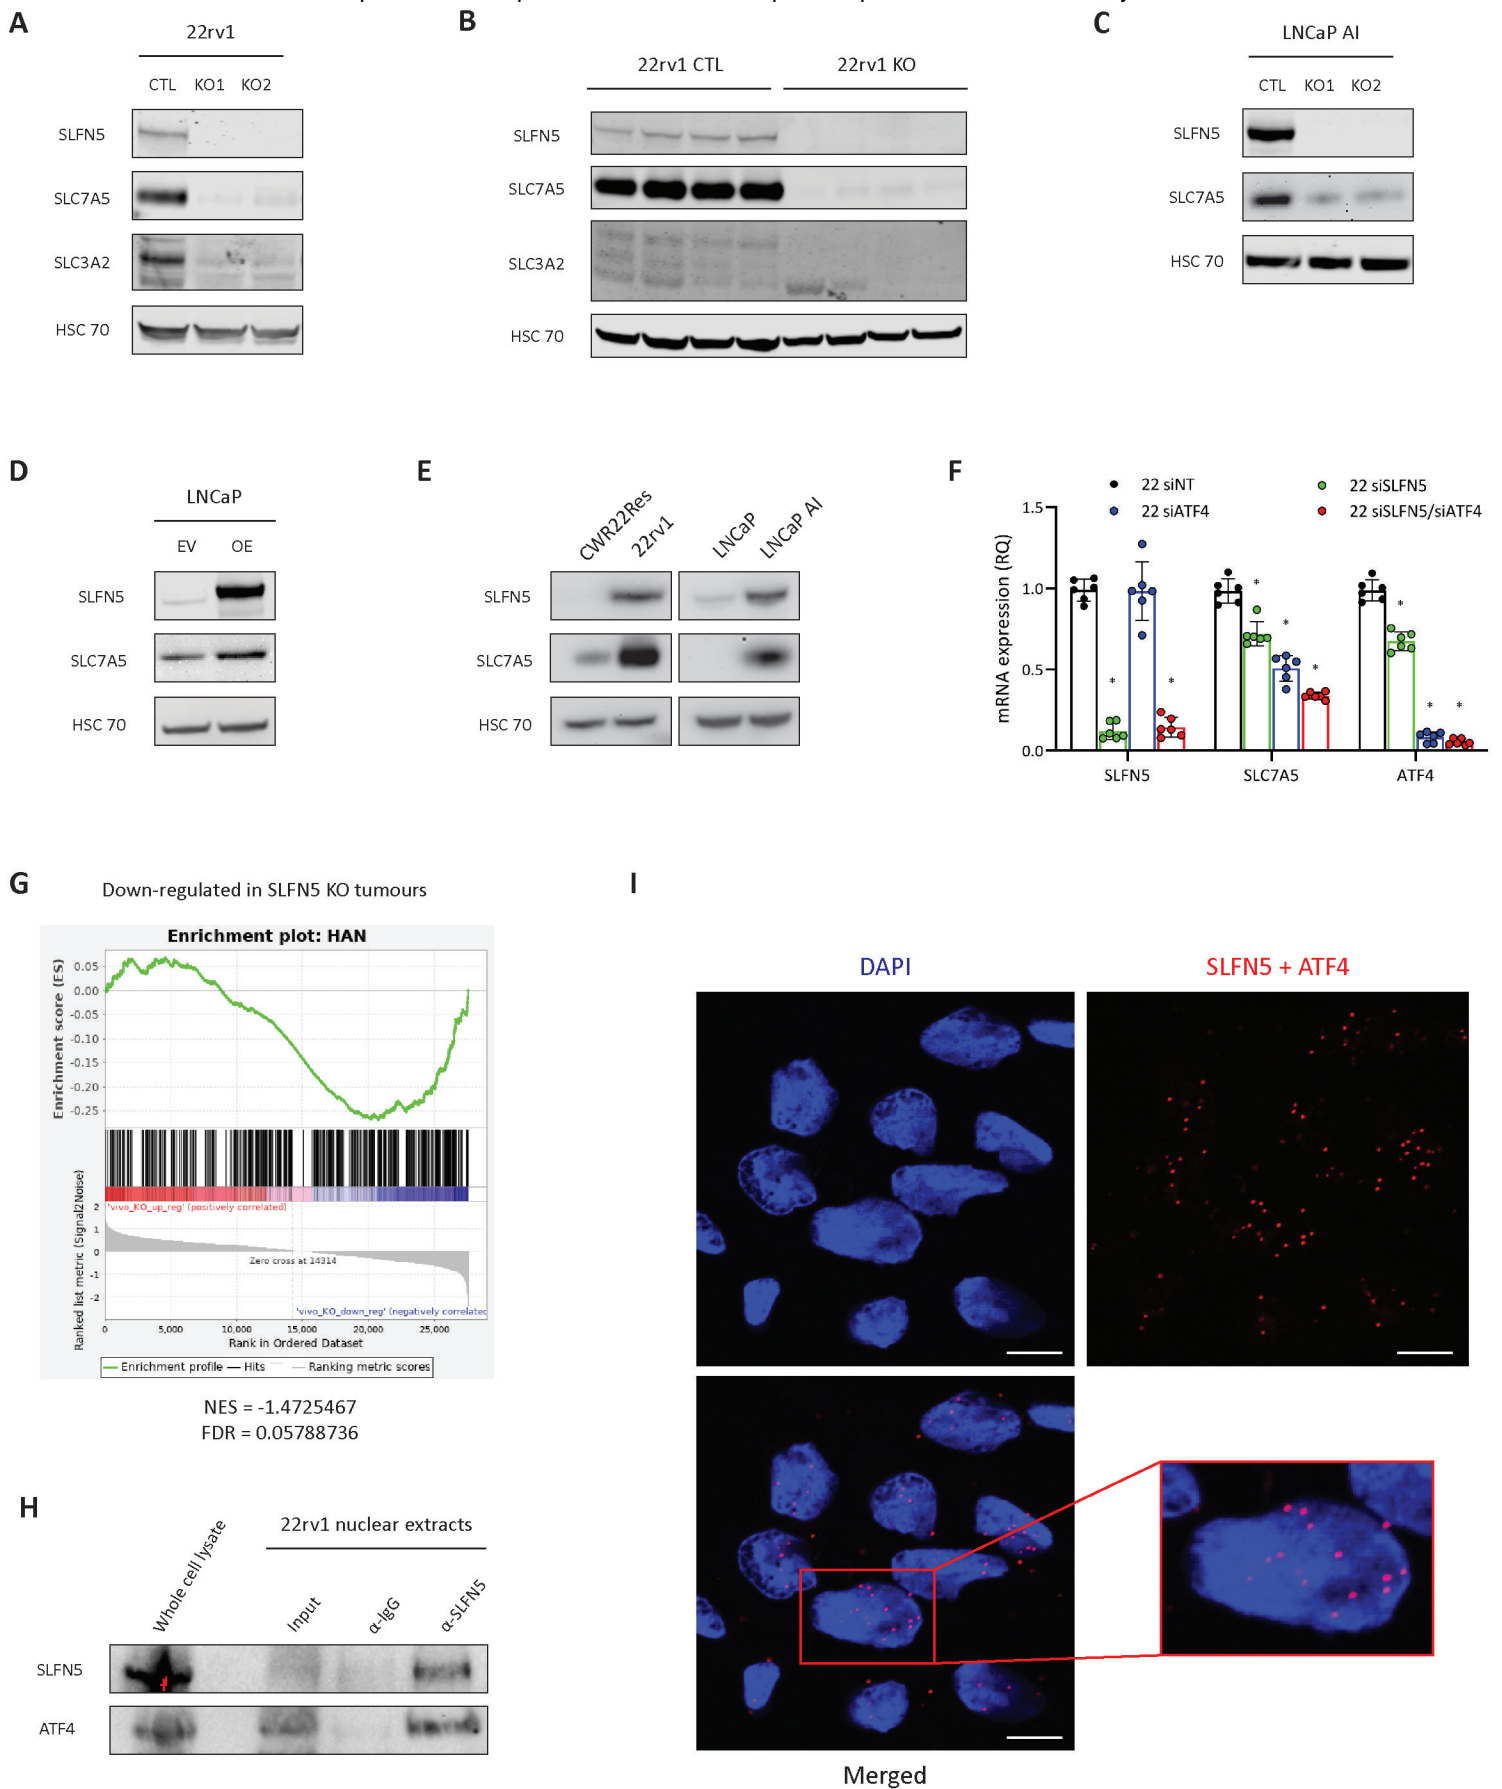 A
22rv1
CTL KO1 KO2
SLFN5
SLC7A5
SLC3A2
HSC 70
B
22rv1 CTL 22rv1 KO
SLFN5
SLC7A5
SLC3A2
HSC 70
C
LNCaP AI
CTL KO1 KO2
SLFN5
SLC7A5
HSC 70
D
LNCaP
EV OE
SLFN5
SLC7A5
HSC 70
E
CWR22Res 22rv1 LNCaP LNCaP AI
SLFN5
SLC7A5
HSC 70
F
22 siNT 22 siSLFN5
22 siATF4 22 siSLFN5/siATF4
mRNA expression (RQ)
1.5
1.0
0.5
0.0
* * * * * * * *
SLFN5 SLC7A5 ATF4
G
Down-regulated in SLFN5 KO tumours
Enrichment plot: HAN
Enrichment score (ES)
0.05
0.00
-0.05
-0.10
-0.15
-0.20
-0.25
Ranked list metric (Signal2Noise)
2
1
0
-1
-2
'vivo_KO_up_reg' (positively correlated)
Zero cross at 14314
'vivo_KO_down_reg' (negatively correlated
0 5,000 10,000 15,000 20,000 25,000
Rank in Ordered Dataset
Enrichment profile Hits Ranking metric scores
NES = -1.4725467
FDR = 0.05788736
H
22rv1 nuclear extracts
Whole cell lysate Input α-IgG α-SLFN5
SLFN5
ATF4
I
DAPI SLFN5 + ATF4
Merged